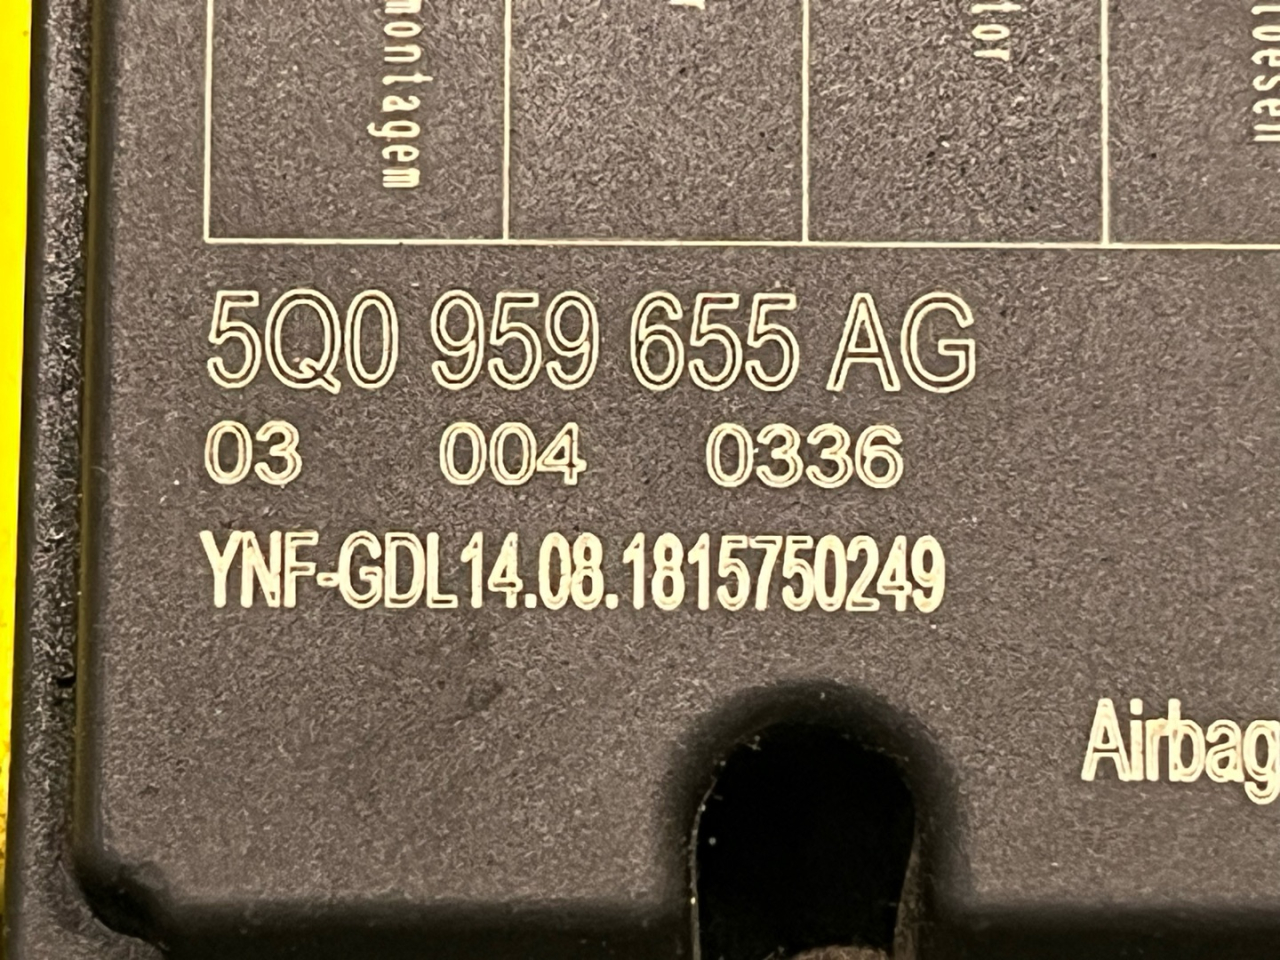 montagem
5Q0 959 655 AG
03 004 0336
YNF-GDL14.08.1815750249
Airbag